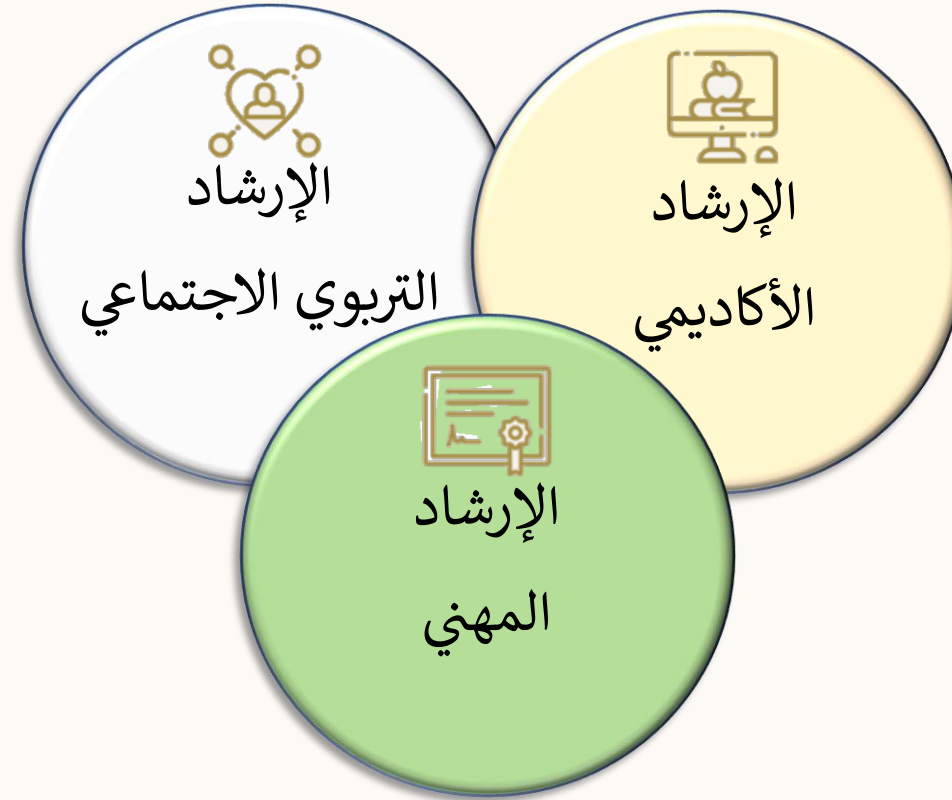 الإرشاد
الأكاديمي
الإرشاد
التربوي الاجتماعي
الإرشاد
المهني